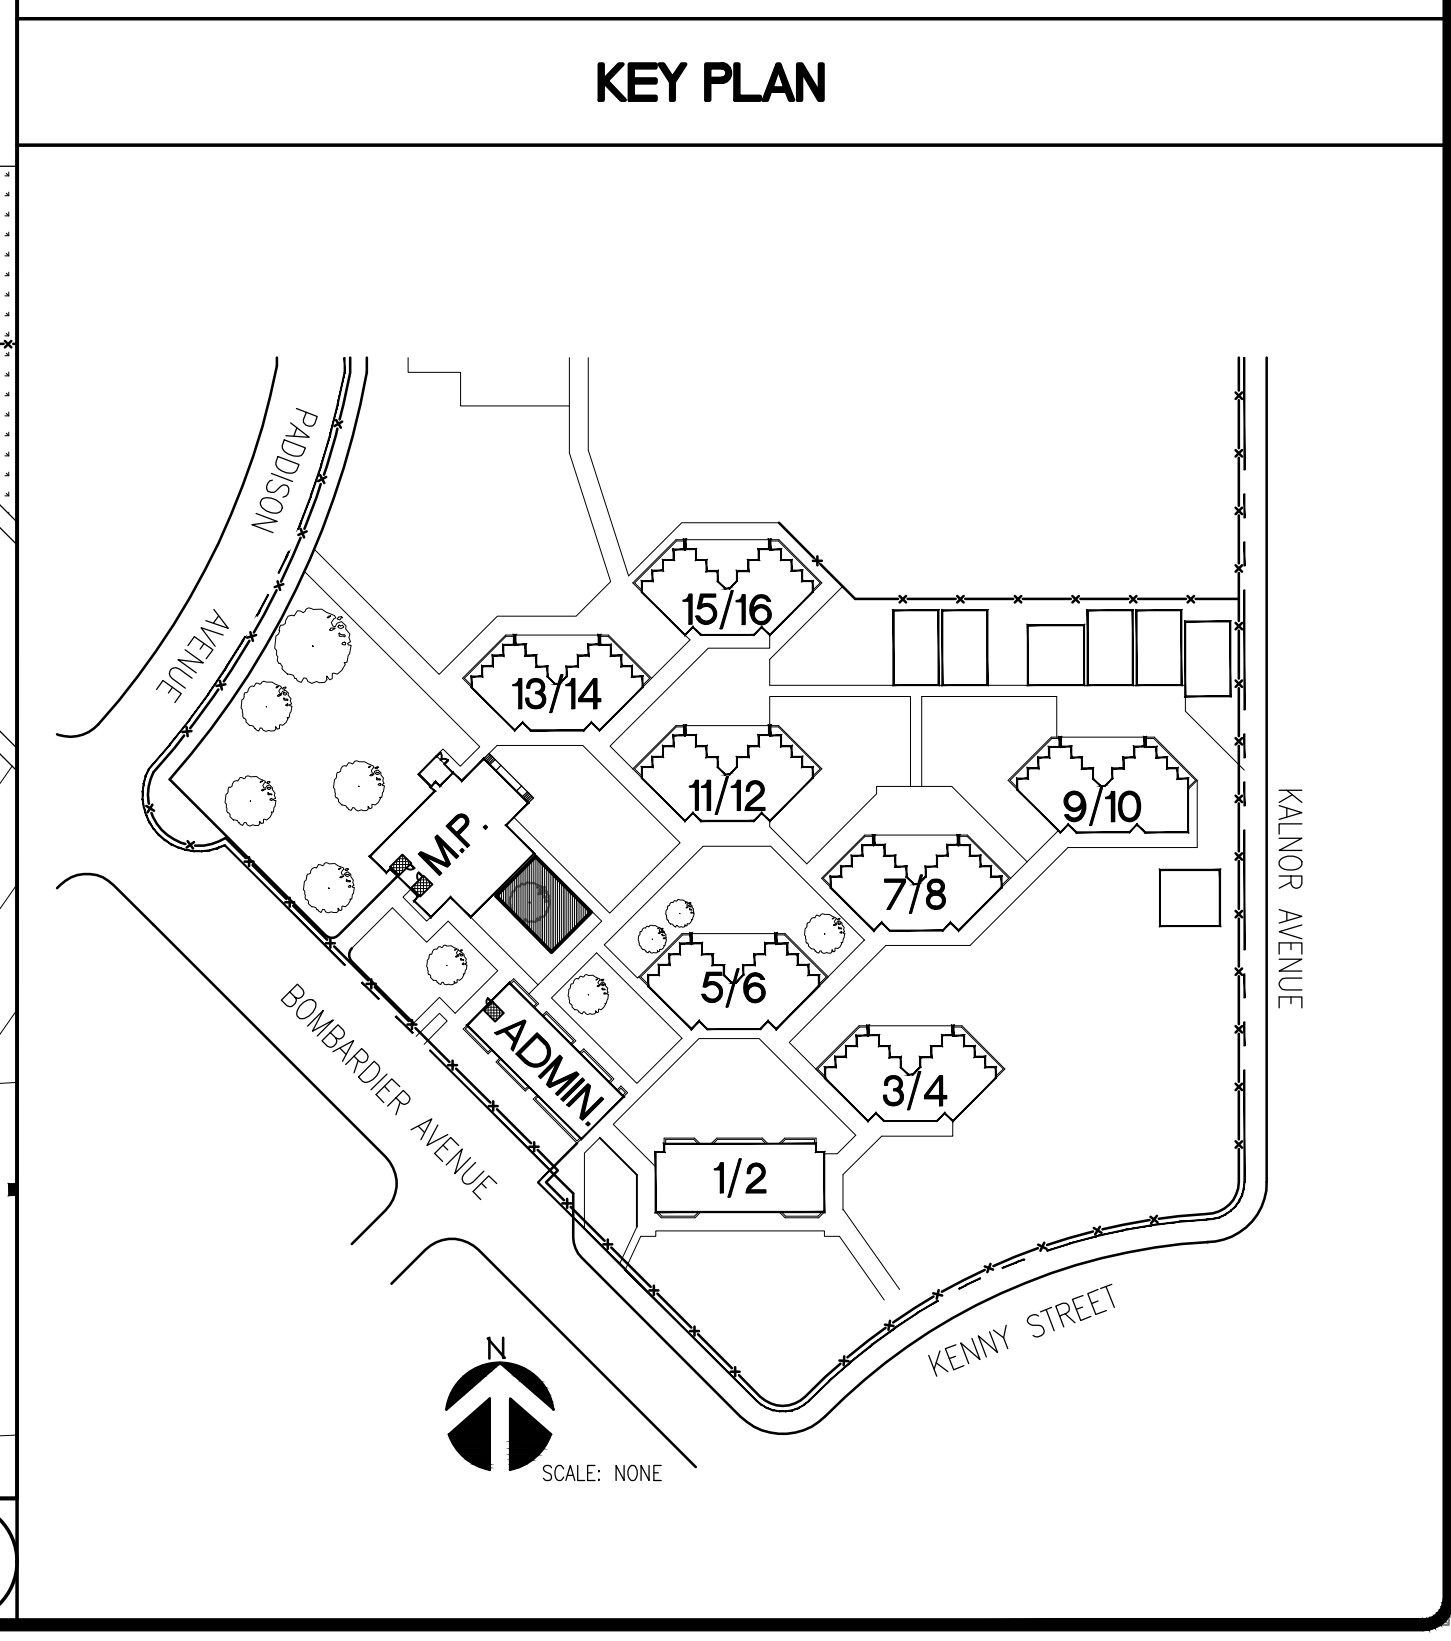 KEY PLAN
PADDISON
AVENUE
15/16
13/14
11/12
9/10
M.P.
7/8
KALNOR AVENUE
5/6
BOMBARDIER AVENUE
ADMIN.
3/4
1/2
KENNY STREET
N
SCALE: NONE